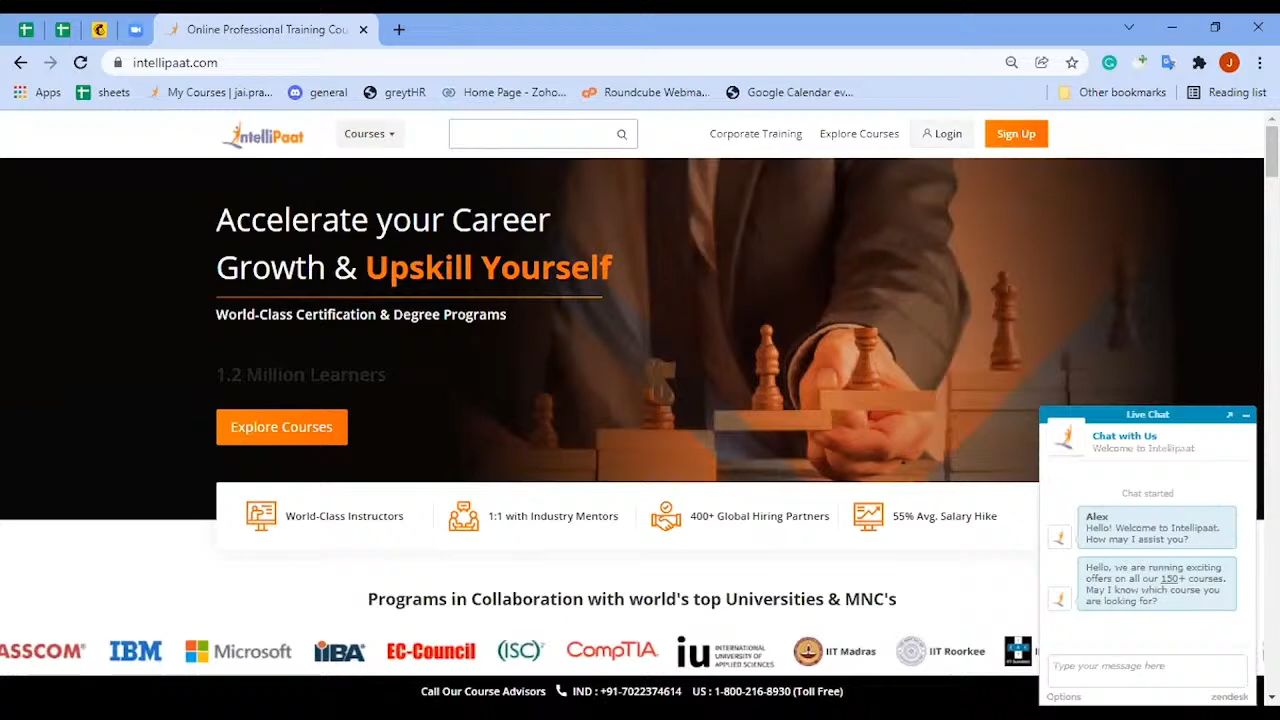 Online Professional Training Cou
intellipaat.com
J
Apps
sheets
My Courses | jai.pra...
general
greytHR
Home Page - Zoho...
Roundcube Webma...
Google Calendar ev...
Other bookmarks
Reading list
IntelliPaat
Courses
Corporate Training
Explore Courses
Login
Sign Up
Accelerate your Career
Growth & Upskill Yourself
World-Class Certification & Degree Programs
1.2 Million Learners
Explore Courses
World-Class Instructors
1:1 with Industry Mentors
400+ Global Hiring Partners
55% Avg. Salary Hike
Programs in Collaboration with world's top Universities & MNC's
ASSCOM®
IBM
Microsoft
IIBA
EC-Council
(ISC)²
CompTIA
iu INTERNATIONAL
UNIVERSITY OF
APPLIED SCIENCES
IIT Madras
IIT Roorkee
Call Our Course Advisors IND : +91-7022374614 US : 1-800-216-8930 (Toll Free)
Live Chat
Chat with Us
Welcome to Intellipaat
Chat started
Alex
Hello! Welcome to Intellipaat.
How may I assist you?
Hello, we are running exciting
offers on all our 150+ courses.
May I know which course you
are looking for?
Type your message here
Options
zendesk